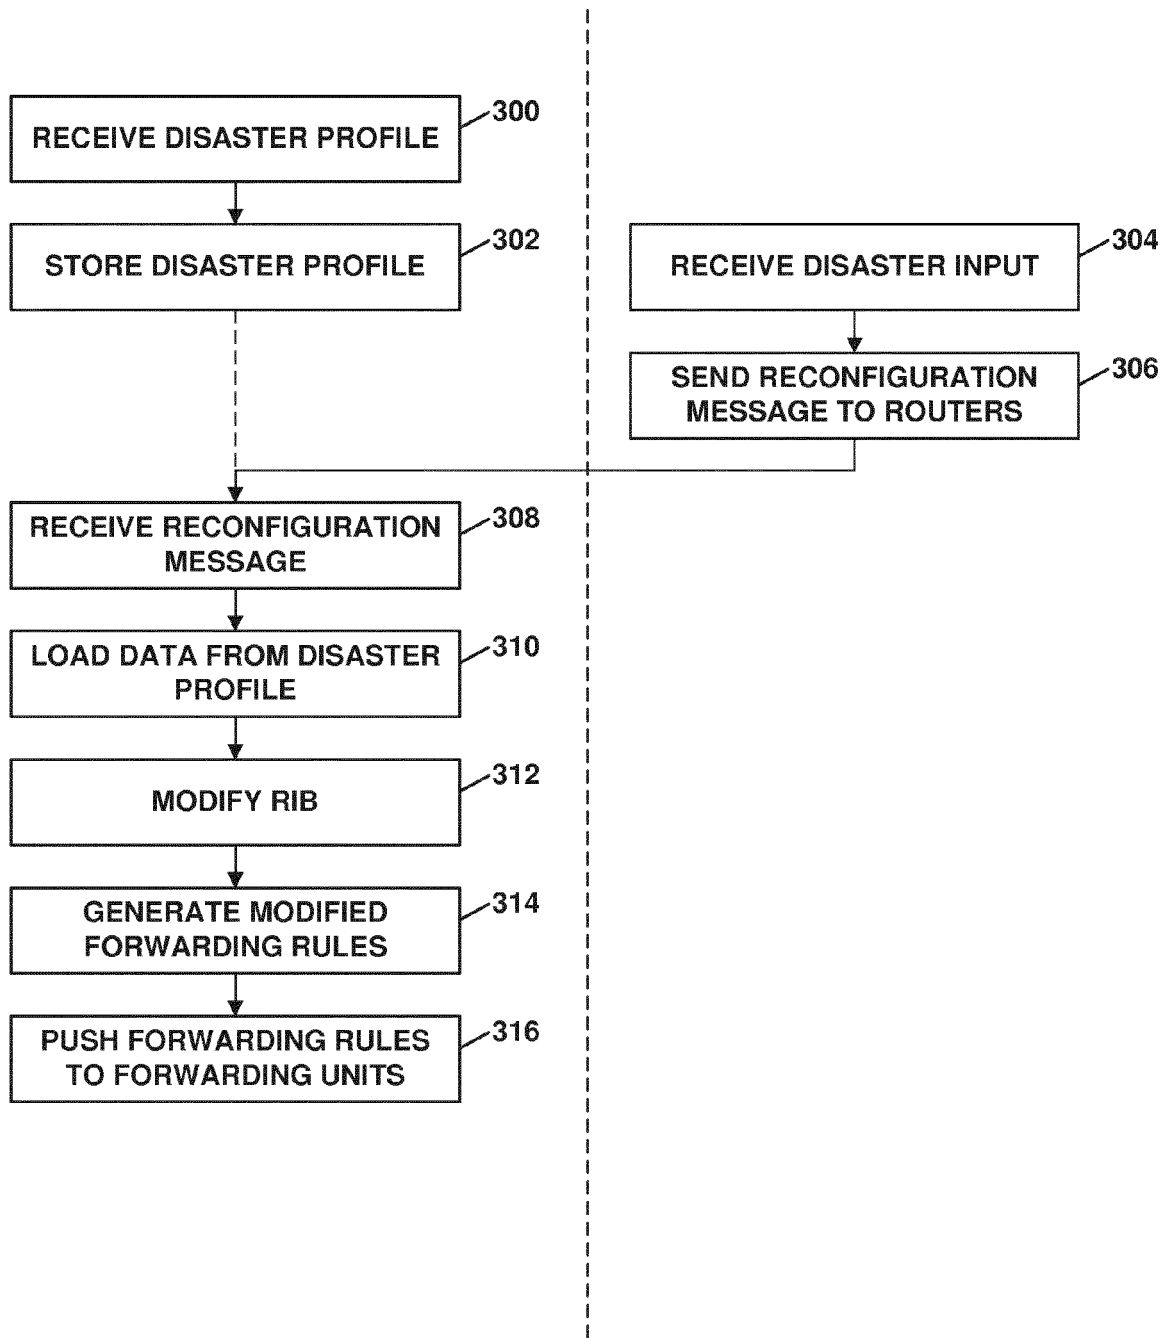 RECEIVE DISASTER PROFILE
300
STORE DISASTER PROFILE
302
RECEIVE DISASTER INPUT
304
SEND RECONFIGURATION
MESSAGE TO ROUTERS
306
RECEIVE RECONFIGURATION
MESSAGE
308
LOAD DATA FROM DISASTER
PROFILE
310
MODIFY RIB
312
GENERATE MODIFIED
FORWARDING RULES
314
PUSH FORWARDING RULES
TO FORWARDING UNITS
316